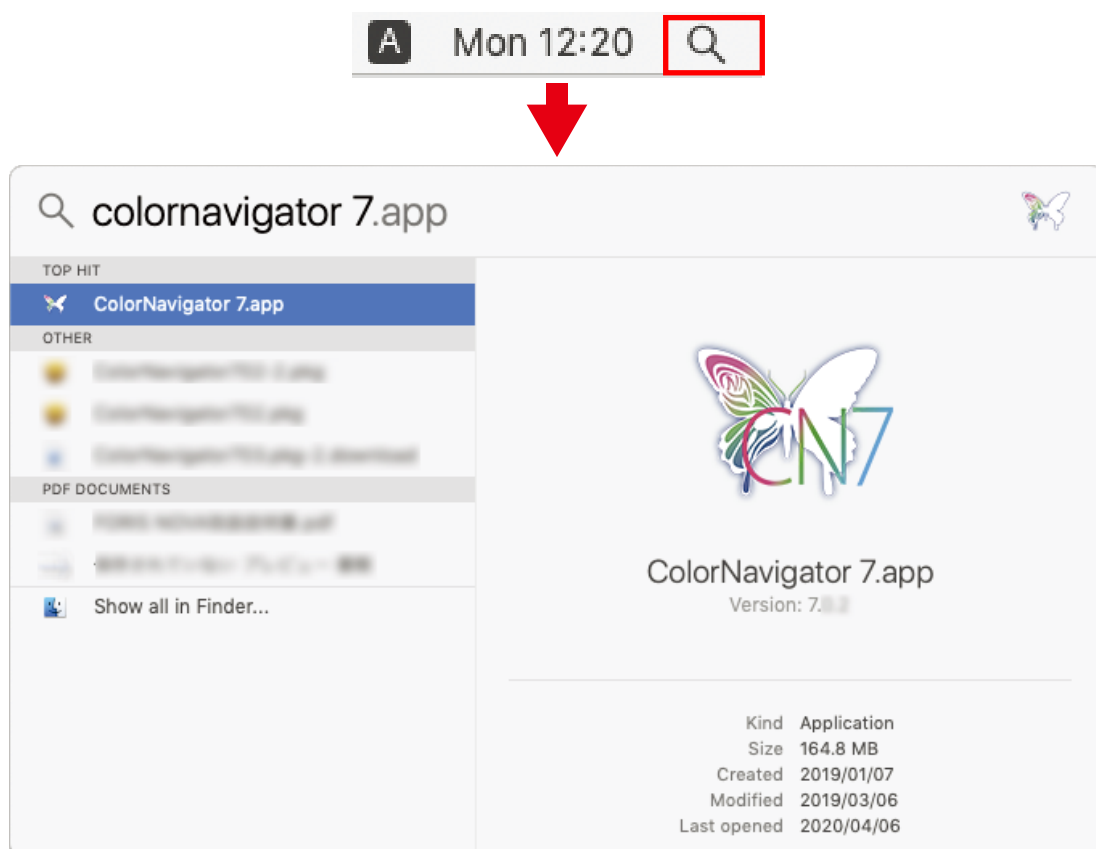 A Mon 12:20
colornavigator 7.app
TOP HIT
ColorNavigator 7.app
OTHER
PDF DOCUMENTS
Show all in Finder...
CN7
ColorNavigator 7.app
Version: 7.
Kind Application
Size 164.8 MB
Created 2019/01/07
Modified 2019/03/06
Last opened 2020/04/06